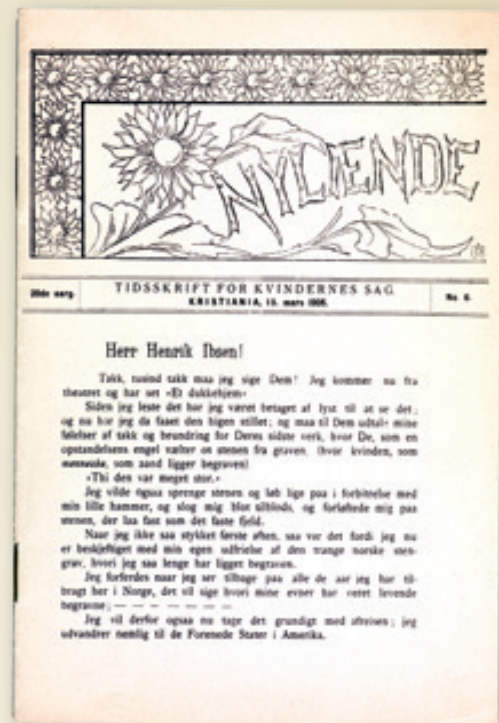 NYLÆNDE
20de aarg.
TIDSSKRIFT FOR KVINDERNES SAG.
KRISTIANIA, 15. mars 1906.
No. 6.
Herr Henrik Ibsen!
Takk, tusind takk maa jeg sige Dem! Jeg kommer nu fra
theatret og har set «Et dukkehjem»
Siden jeg leste det har jeg været betaget af lyst til at se det;
og nu har jeg da faaet den higen stillet; og maa til Dem udtale mine
følelser af takk og beundring for Deres sidste verk, hvor De, som en
opstandelsens engel vælter en stenen fra graven, (hvor kvinden, som
menneske, som aand ligger begraven)
«Thi den var meget stor.»
Jeg vilde ogsaa sprenge stenen og løb lige paa i forbitrelse med
min lille hammer, og slog mig blot tilblods, og forløftede mig paa
stenen, der laa fast som det faste fjeld.
Naar jeg ikke saa stykket første aften, saa var det fordi jeg nu
er beskjeftiget med min egen udfrielse af den trange norske sten-
grav, hvori jeg saa lenge har ligget begraven.
Jeg forferdes naar jeg ser tilbage paa alle de aar jeg har til-
bragt her i Norge, det vil sige hvori mine evner har været levende
begravne; — — — — — — —
Jeg vil derfor ogsaa nu tage det grundigt med afreisen; jeg
udvandrer nemlig til de Forenede Stater i Amerika.